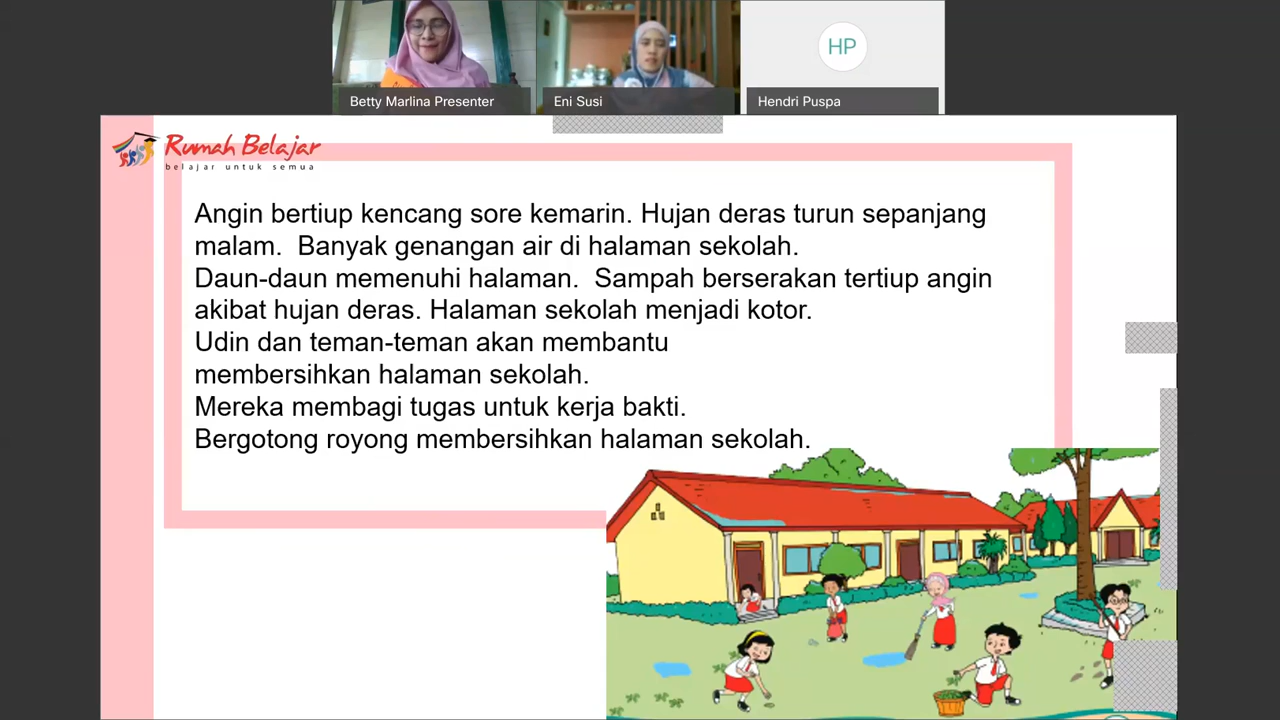 HP
Betty Marlina Presenter
Eni Susi
Hendri Puspa
Rumah Belajar
belajar untuk semua
Angin bertiup kencang sore kemarin. Hujan deras turun sepanjang
malam.  Banyak genangan air di halaman sekolah.
Daun-daun memenuhi halaman.  Sampah berserakan tertiup angin
akibat hujan deras. Halaman sekolah menjadi kotor.
Udin dan teman-teman akan membantu
membersihkan halaman sekolah.
Mereka membagi tugas untuk kerja bakti.
Bergotong royong membersihkan halaman sekolah.